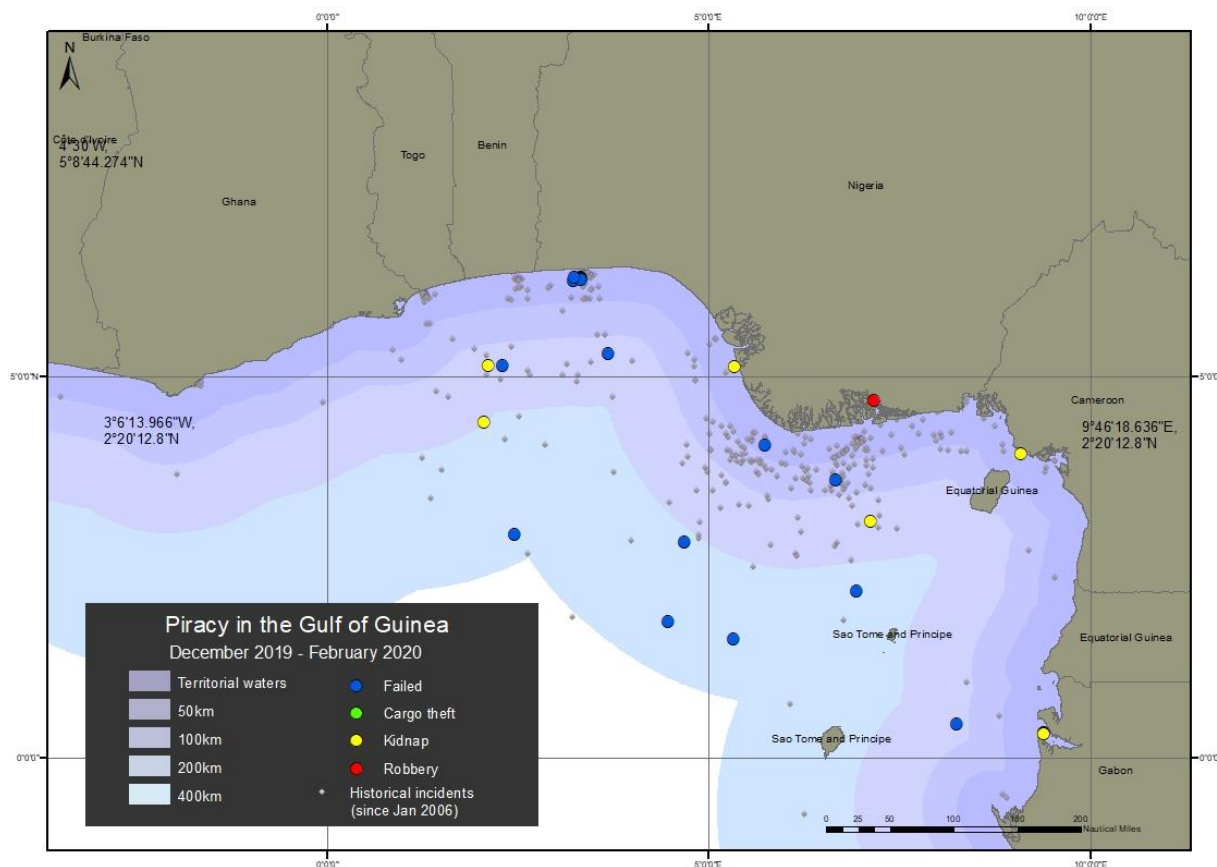 0°0'0"
5°0'0"E
10°0'0"E
Burkina Faso
N
Côte d'Ivoire
4°30'W,
5°8'44.274"N
Togo
Benin
Nigeria
Ghana
5°0'0"N
3°6'13.966"W,
2°20'12.8"N
Cameroon
9°46'18.636"E,
2°20'12.8"N
Equatorial Guinea
Piracy in the Gulf of Guinea
December 2019 - February 2020
Territorial waters
50km
100km
200km
400km
Failed
Cargo theft
Kidnap
Robbery
Historical incidents
(since Jan 2006)
Sao Tome and Principe
Equatorial Guinea
Sao Tome and Principe
Gabon
0 25 50 100 150 200
Nautical Miles
0°0'0"
5°0'0"E
10°0'0"E